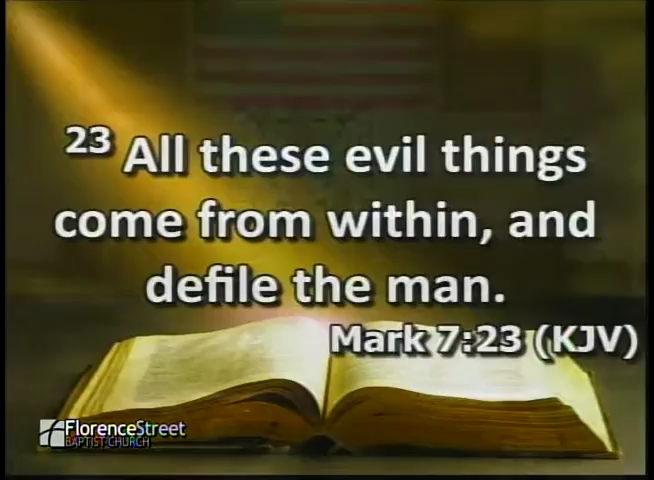 23 All these evil things
come from within, and
defile the man.
Mark 7:23 (KJV)
FlorenceStreet
BAPTIST CHURCH